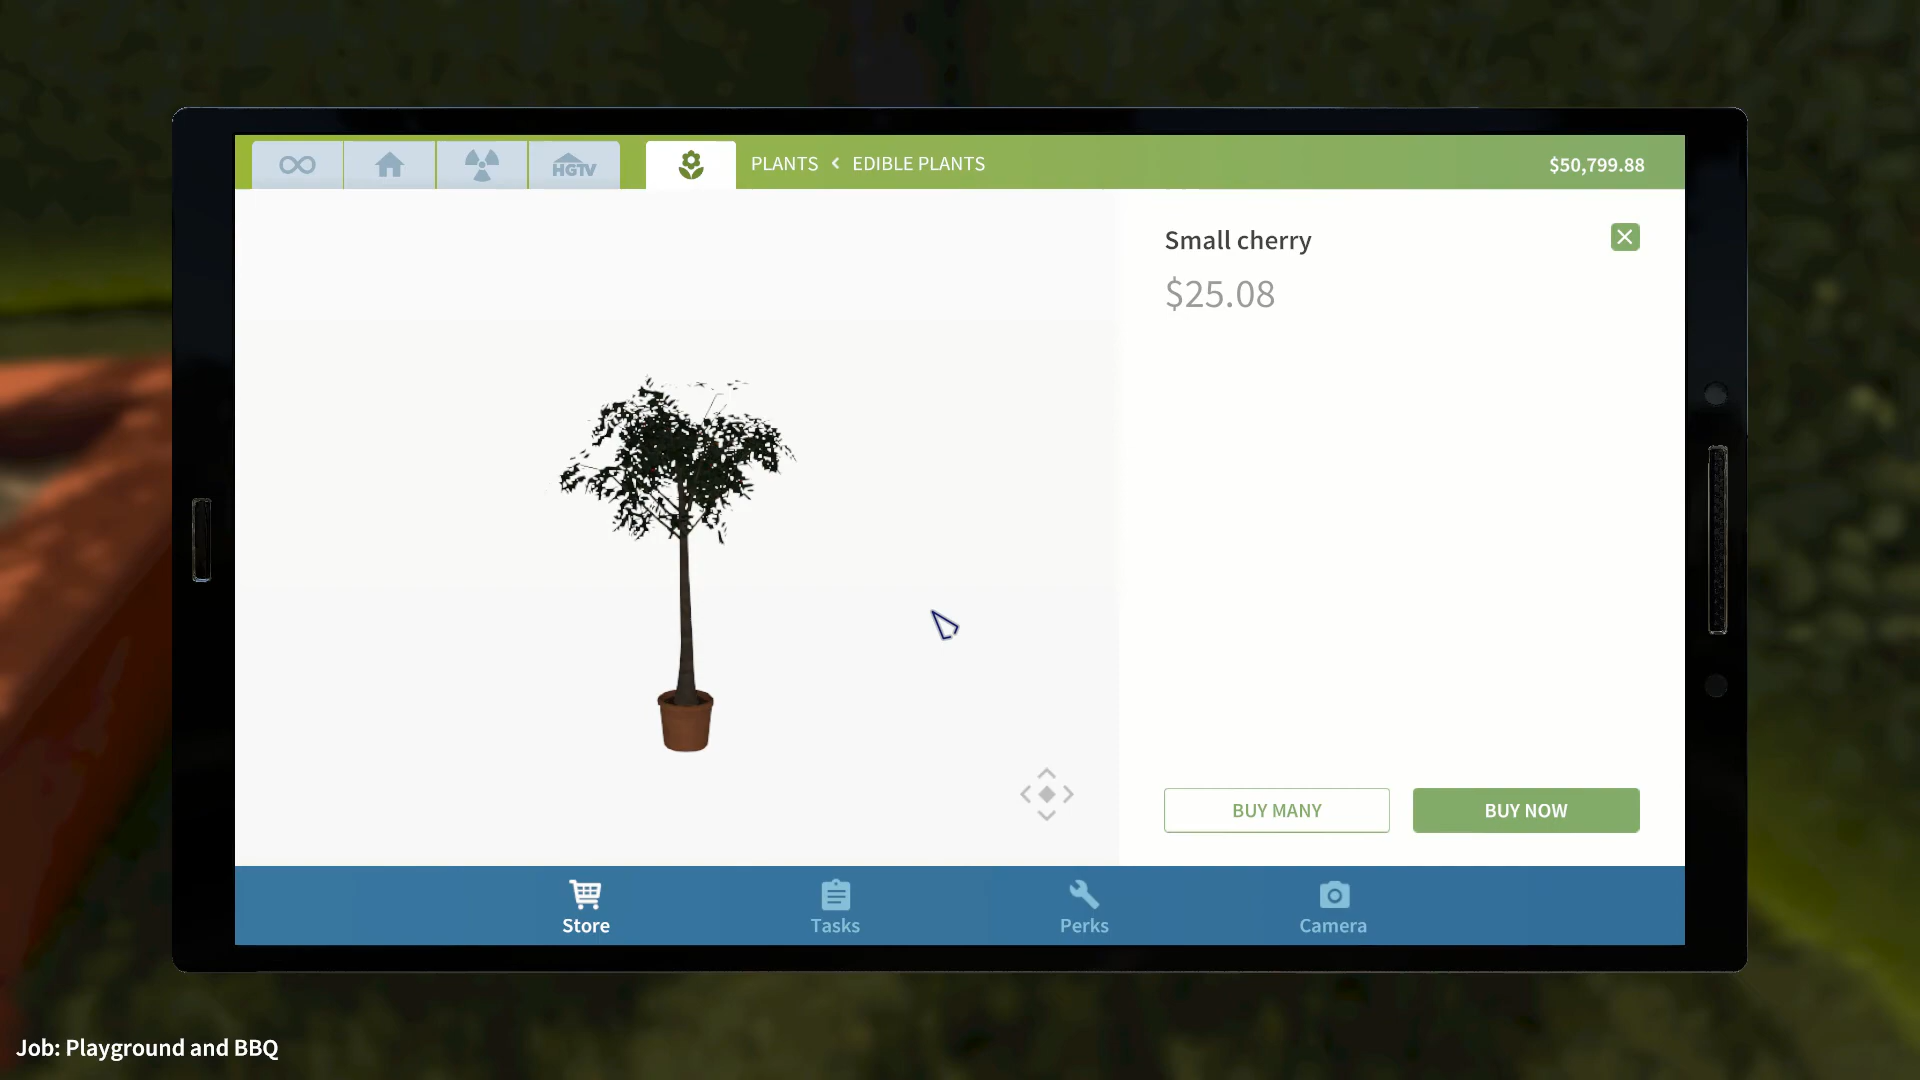 HGTV
PLANTS < EDIBLE PLANTS
$50,799.88
Small cherry
$25.08
BUY MANY
BUY NOW
Store
Tasks
Perks
Camera
Job: Playground and BBQ